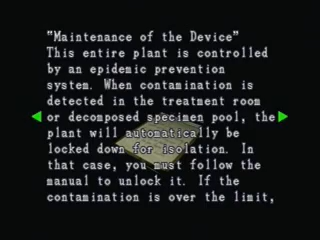 “Maintenance of the Device”
This entire plant is controlled
by an epidemic prevention
system. When contamination is
detected in the treatment room
or decomposed specimen pool, the
plant will automatically be
locked down for isolation. In
that case, you must follow the
manual to unlock it. If the
contamination is over the limit,